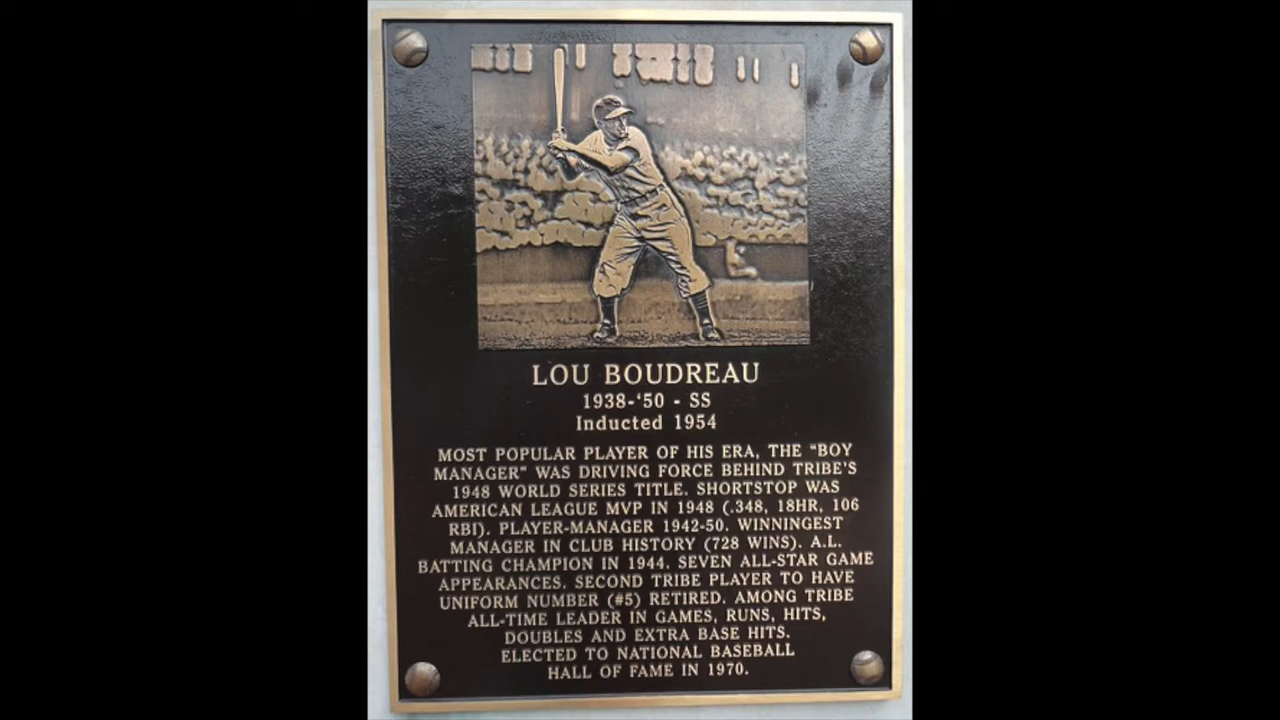 LOU BOUDREAU
1938-'50 - SS
Inducted 1954
MOST POPULAR PLAYER OF HIS ERA, THE "BOY
MANAGER" WAS DRIVING FORCE BEHIND TRIBE'S
1948 WORLD SERIES TITLE. SHORTSTOP WAS
AMERICAN LEAGUE MVP IN 1948 (.348, 18HR, 106
RBI). PLAYER-MANAGER 1942-50. WINNINGEST
MANAGER IN CLUB HISTORY (728 WINS). A.L.
BATTING CHAMPION IN 1944. SEVEN ALL-STAR GAME
APPEARANCES. SECOND TRIBE PLAYER TO HAVE
UNIFORM NUMBER (#5) RETIRED. AMONG TRIBE
ALL-TIME LEADER IN GAMES, RUNS, HITS,
DOUBLES AND EXTRA BASE HITS.
ELECTED TO NATIONAL BASEBALL
HALL OF FAME IN 1970.